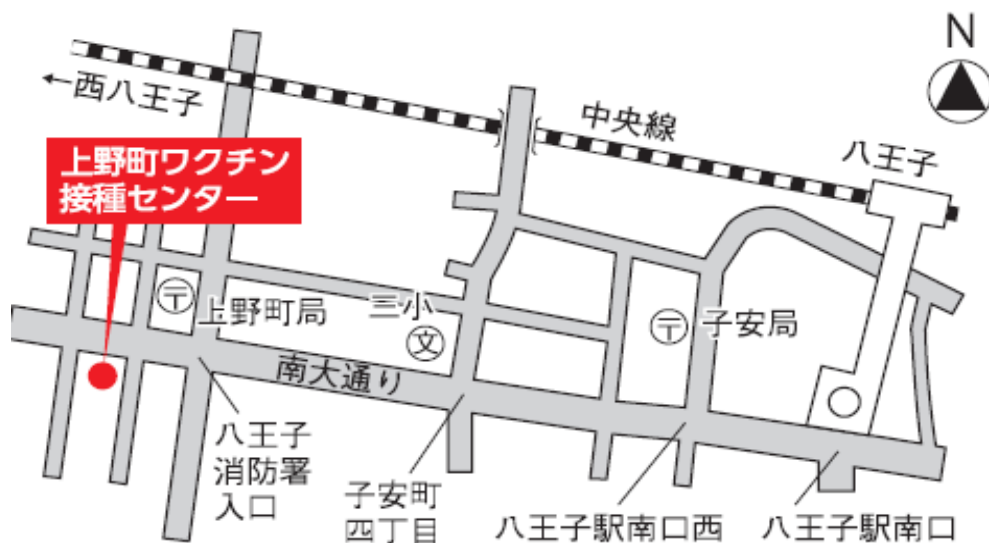 N
←西八王子
中央線
八王子
上野町ワクチン
接種センター
〒
上野町局
三小
文
〒
子安局
南大通り
八王子
消防署
入口
子安町
四丁目
八王子駅南口西
八王子駅南口